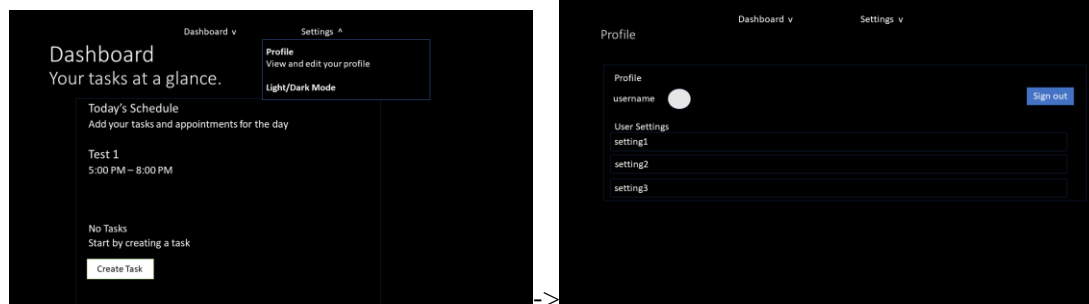 Dashboard v Settings ^
Dashboard
Your tasks at a glance.
Profile
View and edit your profile
Light/Dark Mode
Today's Schedule
Add your tasks and appointments for the day
Test 1
5:00 PM – 8:00 PM
No Tasks
Start by creating a task
Create Task
->
Dashboard v Settings v
Profile
Profile
username
Sign out
User Settings
setting1
setting2
setting3